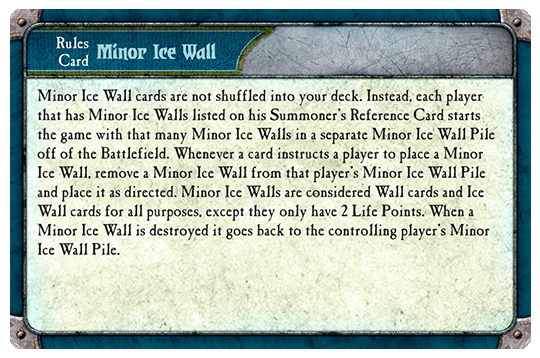 Rules
Card
Minor Ice Wall
Minor Ice Wall cards are not shuffled into your deck. Instead, each player
that has Minor Ice Walls listed on his Summoner's Reference Card starts
the game with that many Minor Ice Walls in a separate Minor Ice Wall Pile
off of the Battlefield. Whenever a card instructs a player to place a Minor
Ice Wall, remove a Minor Ice Wall from that player's Minor Ice Wall Pile
and place it as directed. Minor Ice Walls are considered Wall cards and Ice
Wall cards for all purposes, except they only have 2 Life Points. When a
Minor Ice Wall is destroyed it goes back to the controlling player's Minor
Ice Wall Pile.